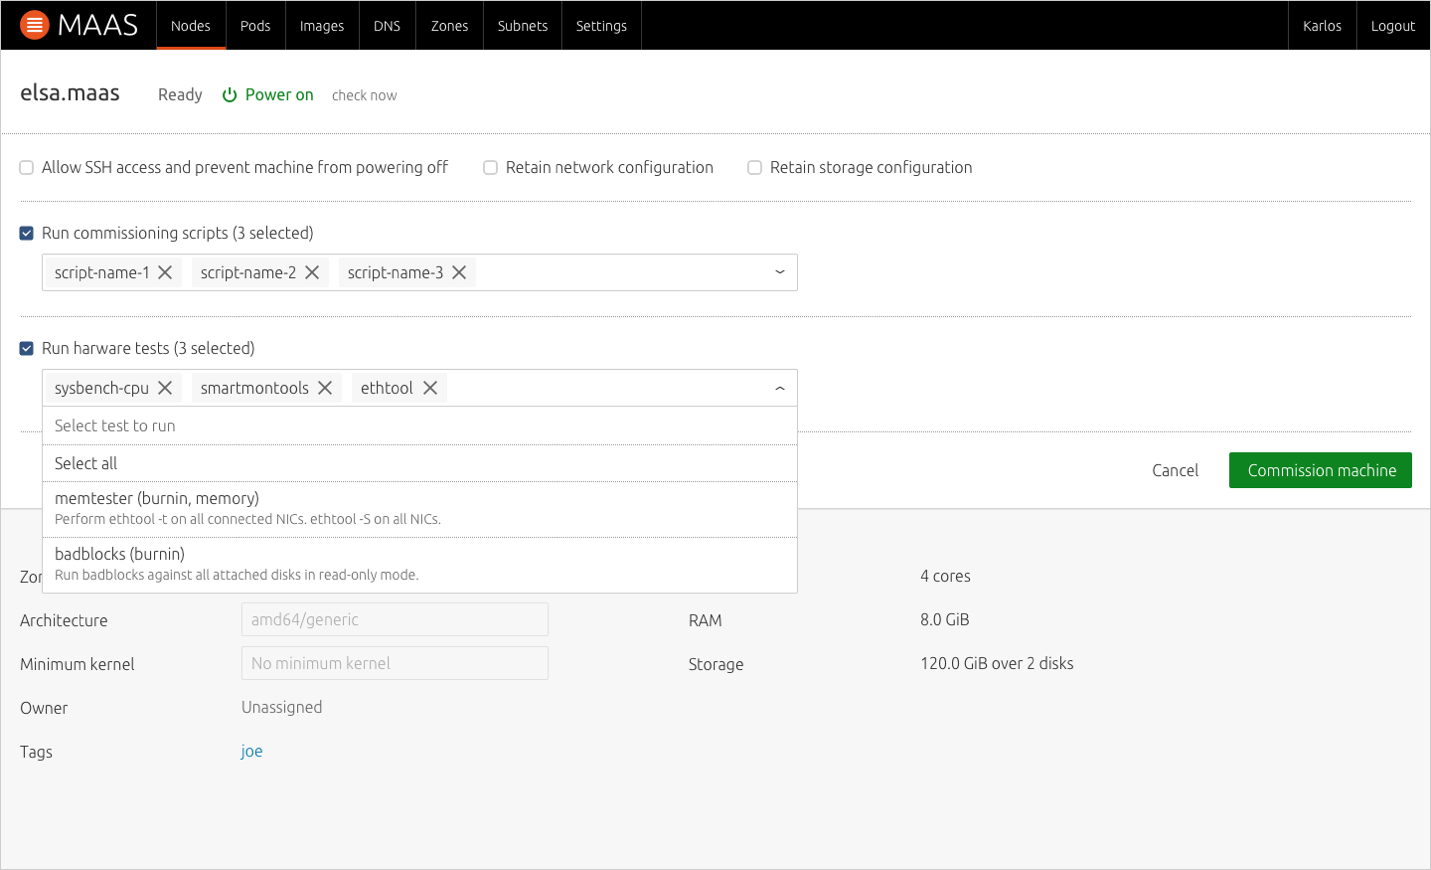 MAAS Nodes Pods Images DNS Zones Subnets Settings Karlos Logout
elsa.maas Ready Power on check now
Allow SSH access and prevent machine from powering off Retain network configuration Retain storage configuration
Run commissioning scripts (3 selected)
script-name-1 script-name-2 script-name-3
Run harware tests (3 selected)
sysbench-cpu smartmontools ethtool
Select test to run
Select all
Cancel Commission machine
memtester (burnin, memory)
Perform ethtool -t on all connected NICs. ethtool -S on all NICs.
badblocks (burnin)
Run badblocks against all attached disks in read-only mode.
4 cores
Architecture amd64/generic RAM 8.0 GiB
Minimum kernel No minimum kernel Storage 120.0 GiB over 2 disks
Owner Unassigned
Tags joe